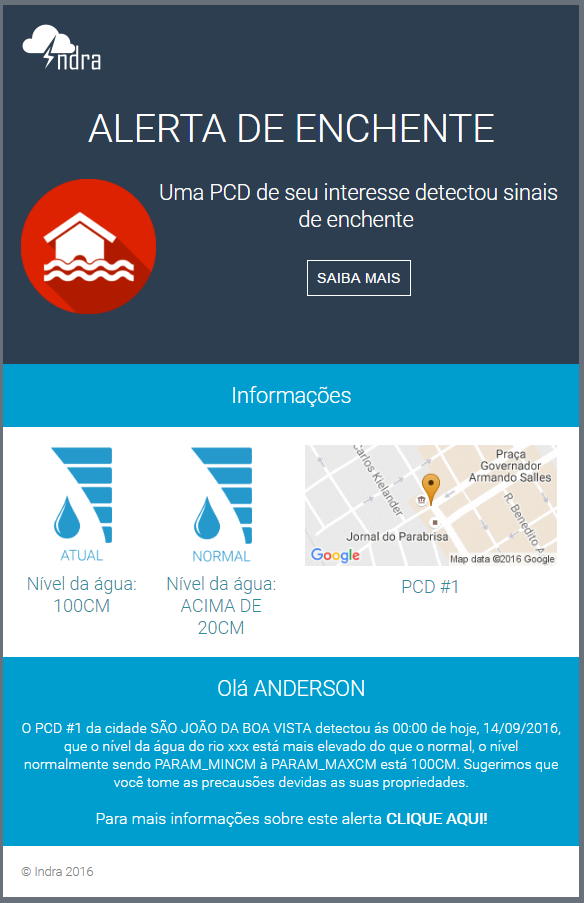 Indra
ALERTA DE ENCHENTE
Uma PCD de seu interesse detectou sinais
de enchente
SAIBA MAIS
Informações
ATUAL
Nível da água:
100CM
NORMAL
Nível da água:
ACIMA DE
20CM
Carlos Kielander
Praça
Governador
Armando Salles
R. Benedito A
Jornal do Parabrisa
Google
Map data ©2016 Google
PCD #1
Olá ANDERSON
O PCD #1 da cidade SÃO JOÃO DA BOA VISTA detectou ás 00:00 de hoje, 14/09/2016,
que o nível da água do rio xxx está mais elevado do que o normal, o nível
normalmente sendo PARAM_MINCM à PARAM_MAXCM está 100CM. Sugerimos que
você tome as precausões devidas as suas propriedades.
Para mais informações sobre este alerta CLIQUE AQUI!
© Indra 2016